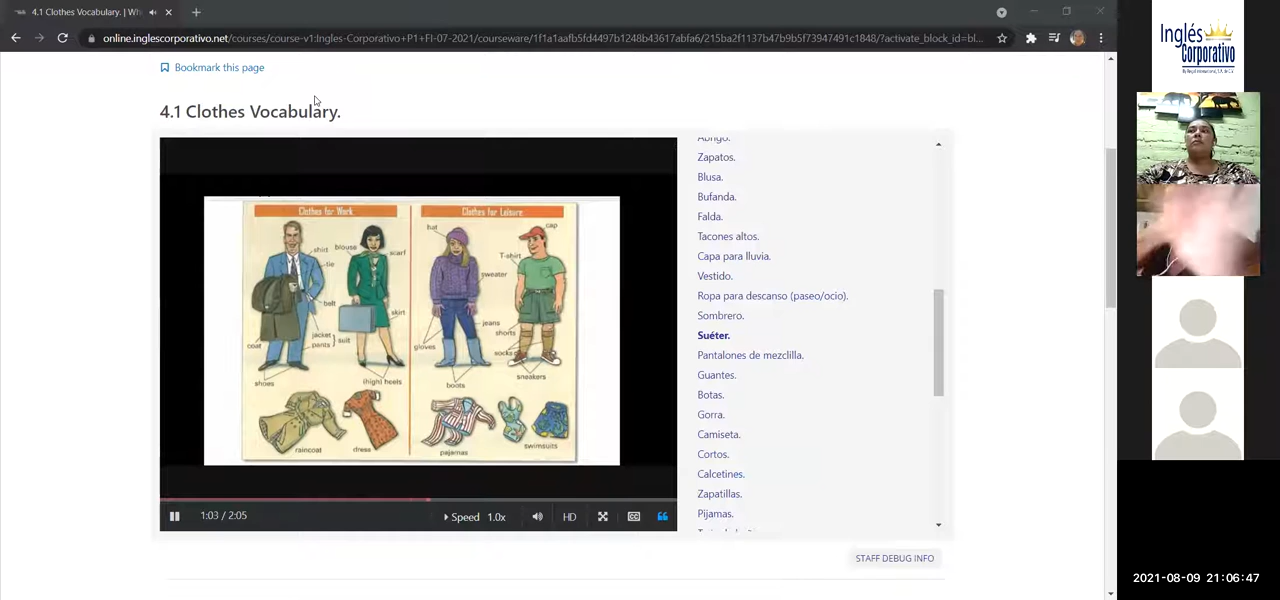 4.1 Clothes Vocabulary. | Wh
online.inglescorporativo.net/courses/course-v1:Ingles-Corporativo+P1+FI-07-2021/courseware/1f1a1aafb5fd4497b1248b43617abfa6/215ba2f1137b47b9b5f73947491c1848/?activate_block_id=bl...
Bookmark this page
4.1 Clothes Vocabulary.
Clothes for Work
Clothes for Leisure
shirt
blouse
scarf
tie
belt
skirt
jacket
pants
suit
coat
shoes
(high) heels
raincoat
dress
hat
cap
T-shirt
sweater
jeans
shorts
gloves
socks
sneakers
boots
pajamas
swimsuits
1:03 / 2:05
Speed 1.0x
HD
CC
Abrigo.
Zapatos.
Blusa.
Bufanda.
Falda.
Tacones altos.
Capa para lluvia.
Vestido.
Ropa para descanso (paseo/ocio).
Sombrero.
Suéter.
Pantalones de mezclilla.
Guantes.
Botas.
Gorra.
Camiseta.
Cortos.
Calcetines.
Zapatillas.
Pijamas.
STAFF DEBUG INFO
Inglés
Corporativo
2021-08-09 21:06:47